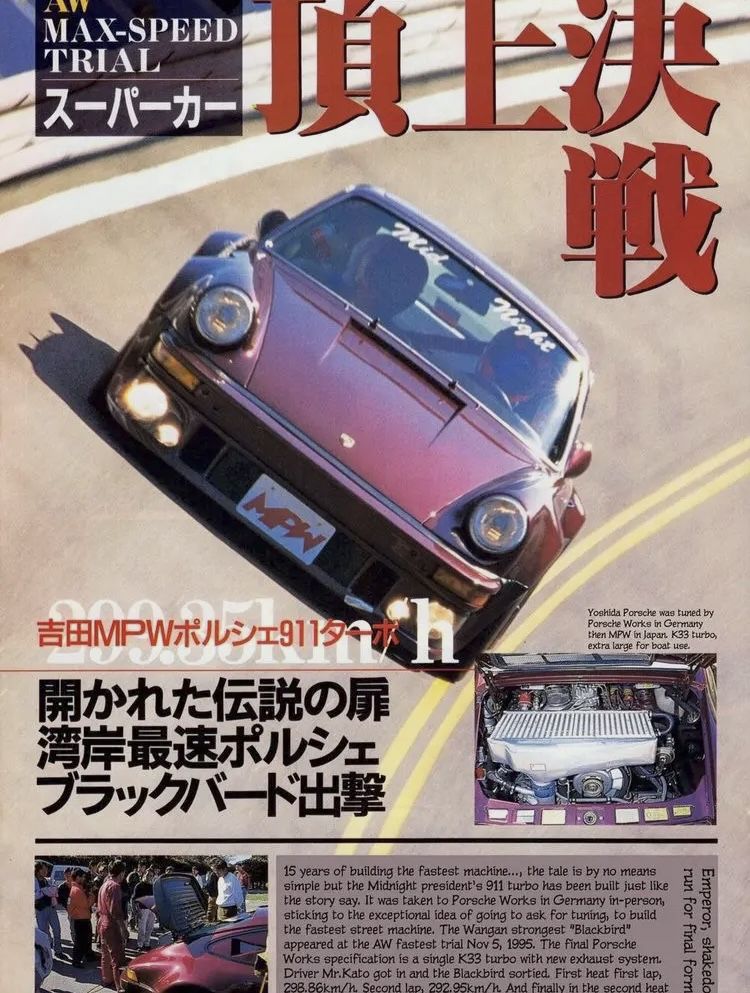 AW
MAX-SPEED
TRIAL
スーパーカー
頂上決
戦
Mid Night
MPW
299.35km/h
吉田MPWポルシェ911ターボ
開かれた伝説の扉
湾岸最速ポルシェ
ブラックバード出撃
Yoshida Porsche was tuned by
Porsche Works in Germany
then MPW in Japan. K33 turbo,
extra large for boat use.
15 years of building the fastest machine..., the tale is by no means
simple but the Midnight president's 911 turbo has been built just like
the story say. It was taken to Porsche Works in Germany in-person,
sticking to the exceptional idea of going to ask for tuning, to build
the fastest street machine. The Wangan strongest "Blackbird"
appeared at the AW fastest trial Nov 5, 1995. The final Porsche
Works specification is a single K33 turbo with new exhaust system.
Driver Mr.Kato got in and the Blackbird sortied. First heat first lap,
298.86km/h. Second lap, 292.95km/h. And finally in the second heat
Emperor, shakedo
run for final form